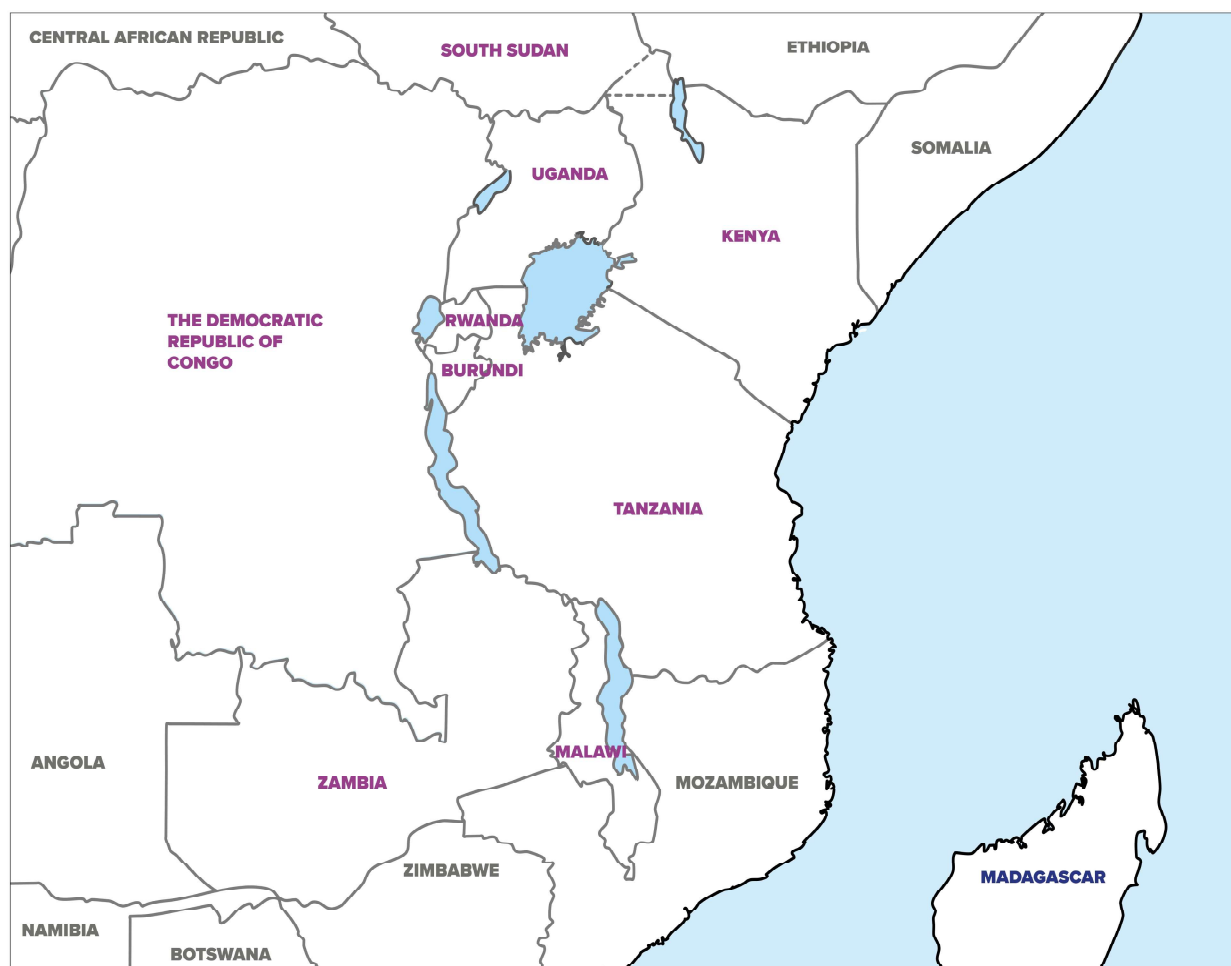 CENTRAL AFRICAN REPUBLIC
SOUTH SUDAN
ETHIOPIA
SOMALIA
UGANDA
KENYA
THE DEMOCRATIC
REPUBLIC OF
CONGO
RWANDA
BURUNDI
TANZANIA
ANGOLA
ZAMBIA
MALAWI
MOZAMBIQUE
ZIMBABWE
MADAGASCAR
NAMIBIA
BOTSWANA